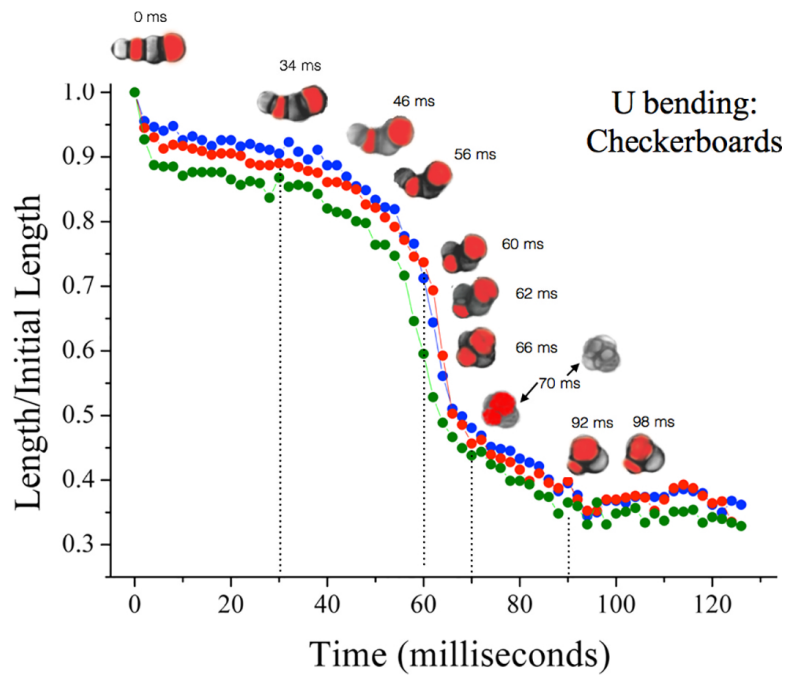 0 ms
34 ms
46 ms
56 ms
U bending:
Checkerboards
60 ms
62 ms
66 ms
70 ms
92 ms
98 ms
Length/Initial Length
1.0
0.9
0.8
0.7
0.6
0.5
0.4
0.3
0
20
40
60
80
100
120
Time (milliseconds)